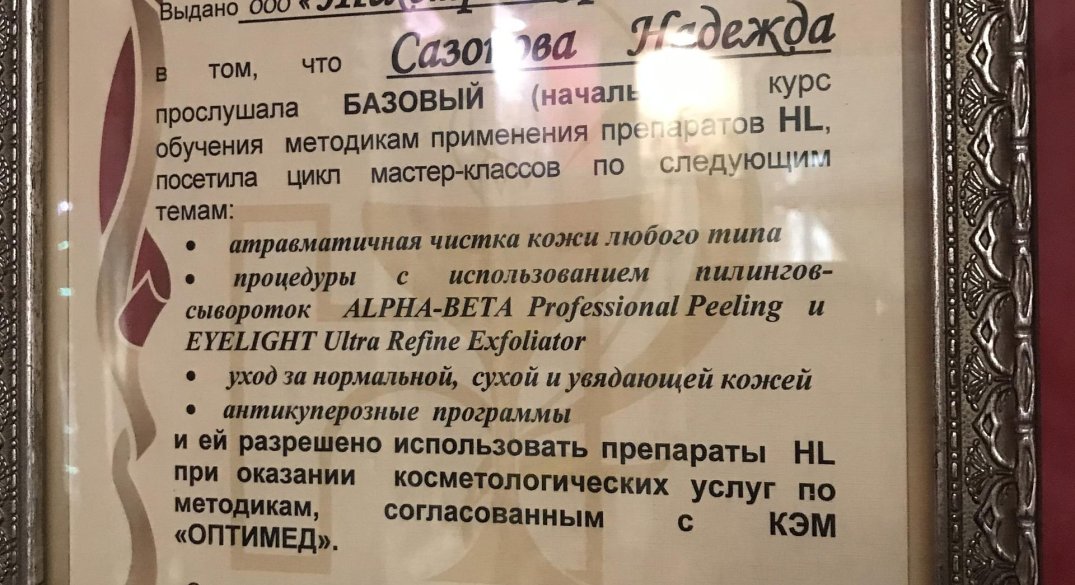 Выдано ООО
в том, что Сазонова Надежда
прослушала БАЗОВЫЙ курс
обучения методикам применения препаратов HL,
посетила цикл мастер-классов по следующим
темам:
• атравматичная чистка кожи любого типа
• процедуры с использованием пилингов-
сывороток ALPHA-BETA Professional Peeling и
EYELIGHT Ultra Refine Exfoliator
• уход за нормальной, сухой и увядающей кожей
• антикуперозные программы
и ей разрешено использовать препараты HL
при оказании косметологических услуг по
методикам, согласованным с КЭМ
«ОПТИМЕД».